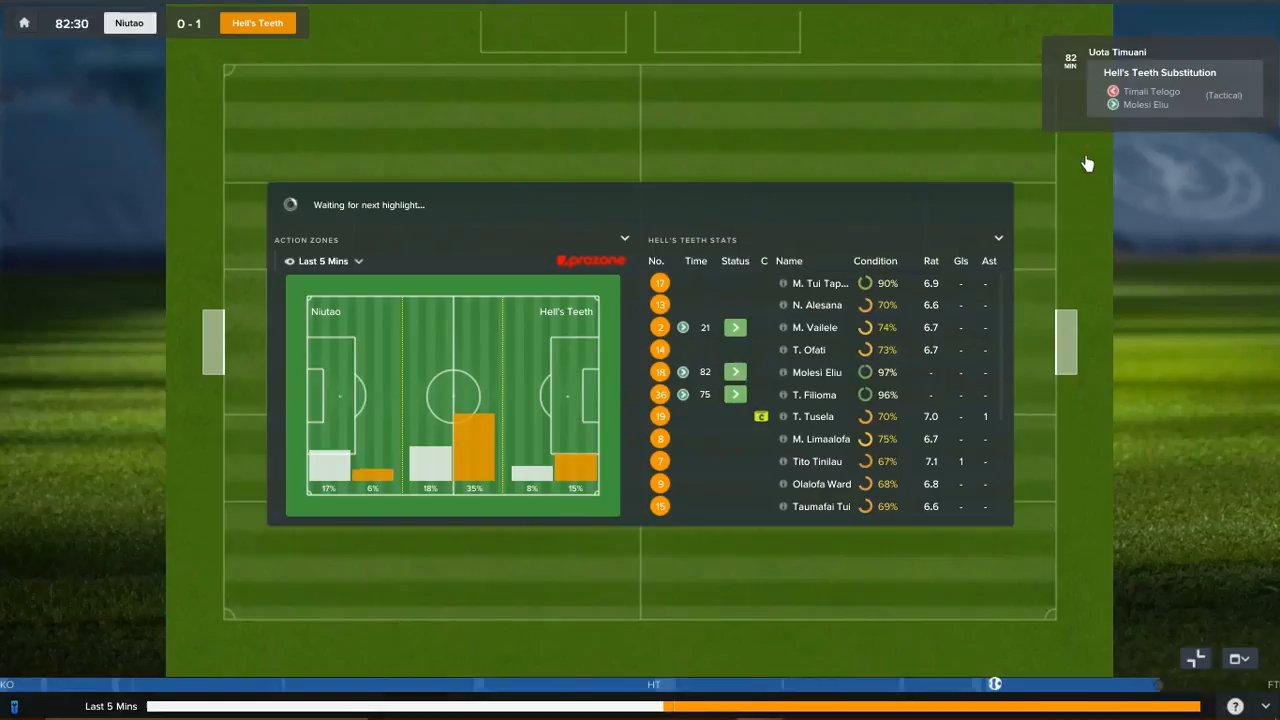 82:30 Niutao 0 - 1 Hell's Teeth
Uota Timuani
82
MIN
Hell's Teeth Substitution
Timali Telogo
(Tactical)
Molesi Eliu
Waiting for next highlight...
ACTION ZONES
Last 5 Mins
prozone
Niutao
Hell's Teeth
17% 6% 18% 35% 8% 15%
HELL'S TEETH STATS
No. Time Status C Name Condition Rat Gls Ast
17 M. Tui Tap... 90% 6.9 - -
13 N. Alesana 70% 6.6 - -
2 21 M. Vailele 74% 6.7 - -
14 T. Ofati 73% 6.7 - -
18 82 Molesi Eliu 97% - - -
36 75 T. Filioma 96% - -
19 C T. Tusela 70% 7.0 - 1
8 M. Limaalofa 75% 6.7 - -
7 Tito Tinilau 67% 7.1 1 -
9 Olalofa Ward 68% 6.8 - -
15 Taumafai Tui 69% 6.6 - -
KO HT FT
Last 5 Mins
?